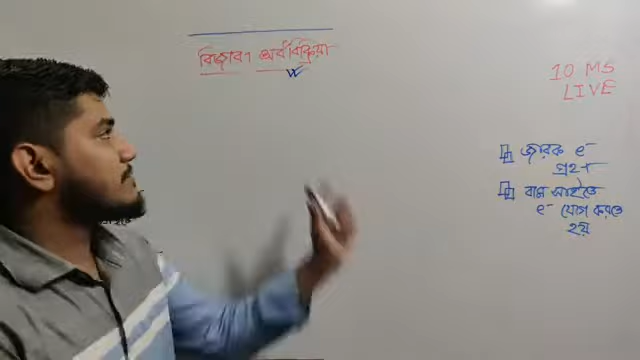 বিজারণ অর্ধবিক্রিয়া
10 MS
LIVE
জারক e⁻
গ্রহণ
বাম সাইডে
e⁻ যোগ করতে
হয়